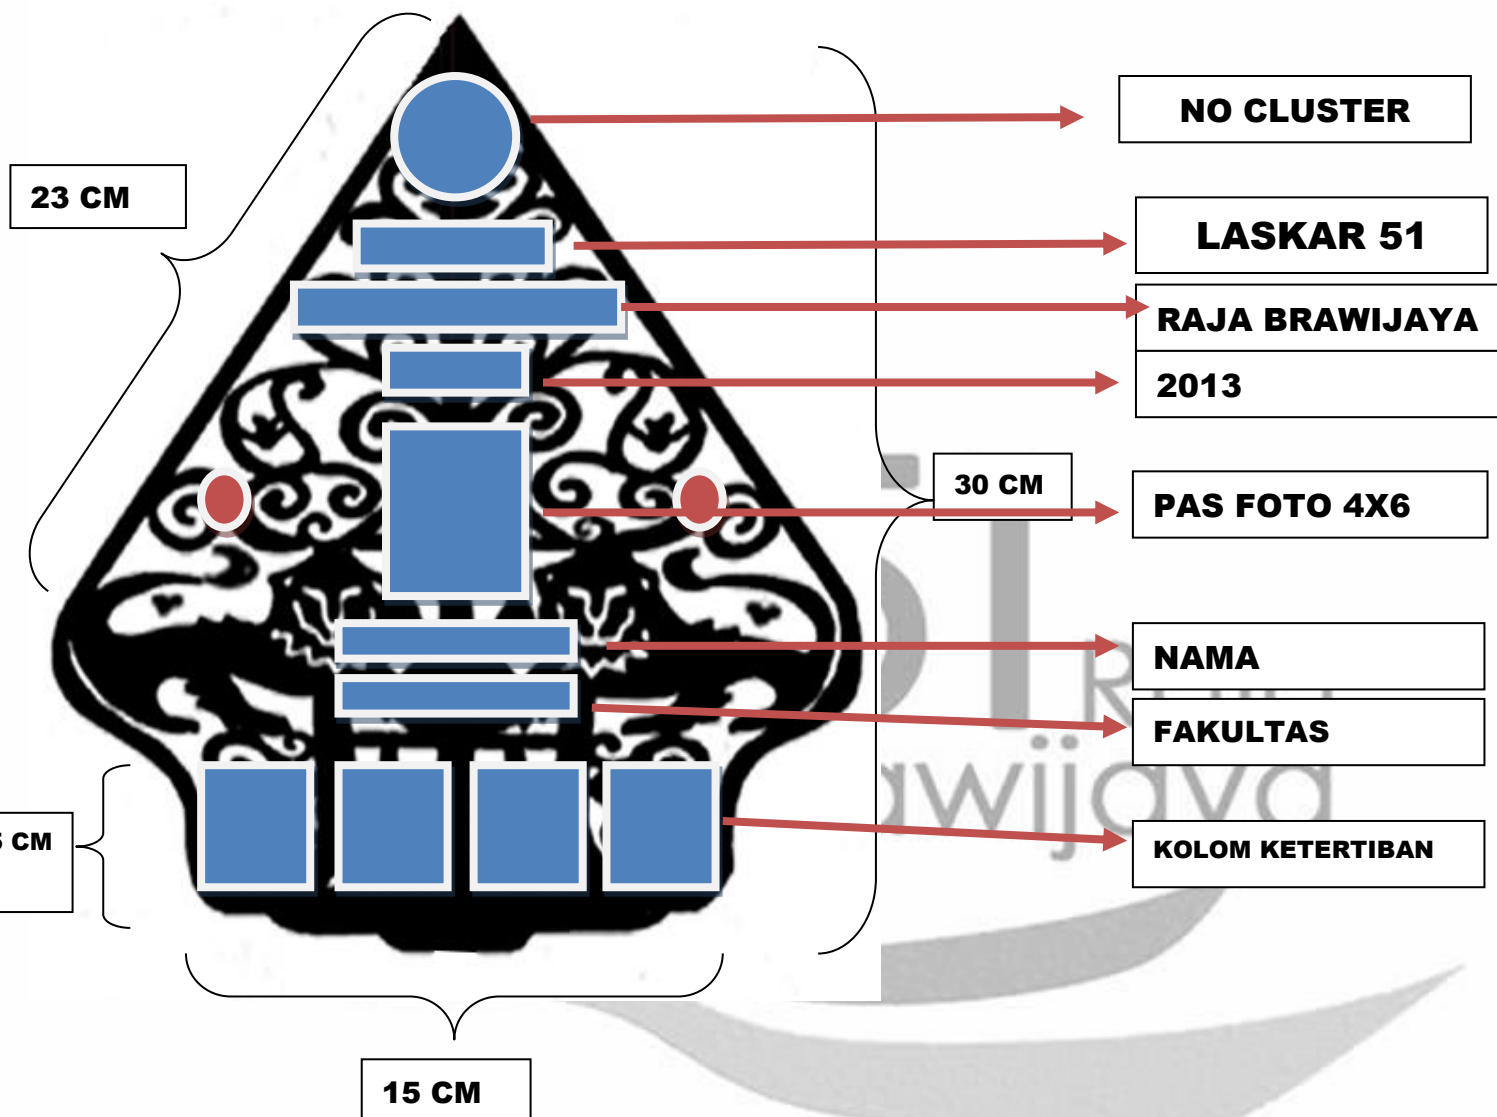 NO CLUSTER
23 CM
LASKAR 51
RAJA BRAWIJAYA
2013
30 CM
PAS FOTO 4X6
NAMA
FAKULTAS
5 CM
KOLOM KETERTIBAN
15 CM